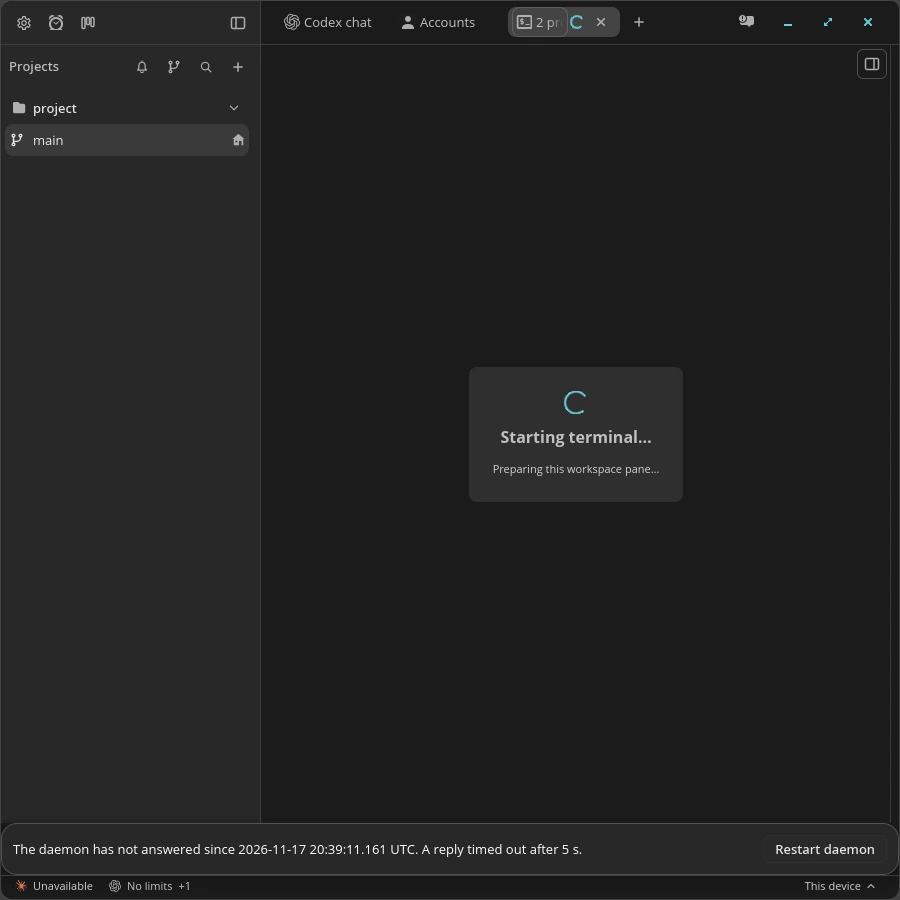 Codex chat
Accounts
2 pr
Projects
project
main
Starting terminal...
Preparing this workspace pane...
The daemon has not answered since 2026-11-17 20:39:11.161 UTC. A reply timed out after 5 s.
Restart daemon
Unavailable
No limits +1
This device